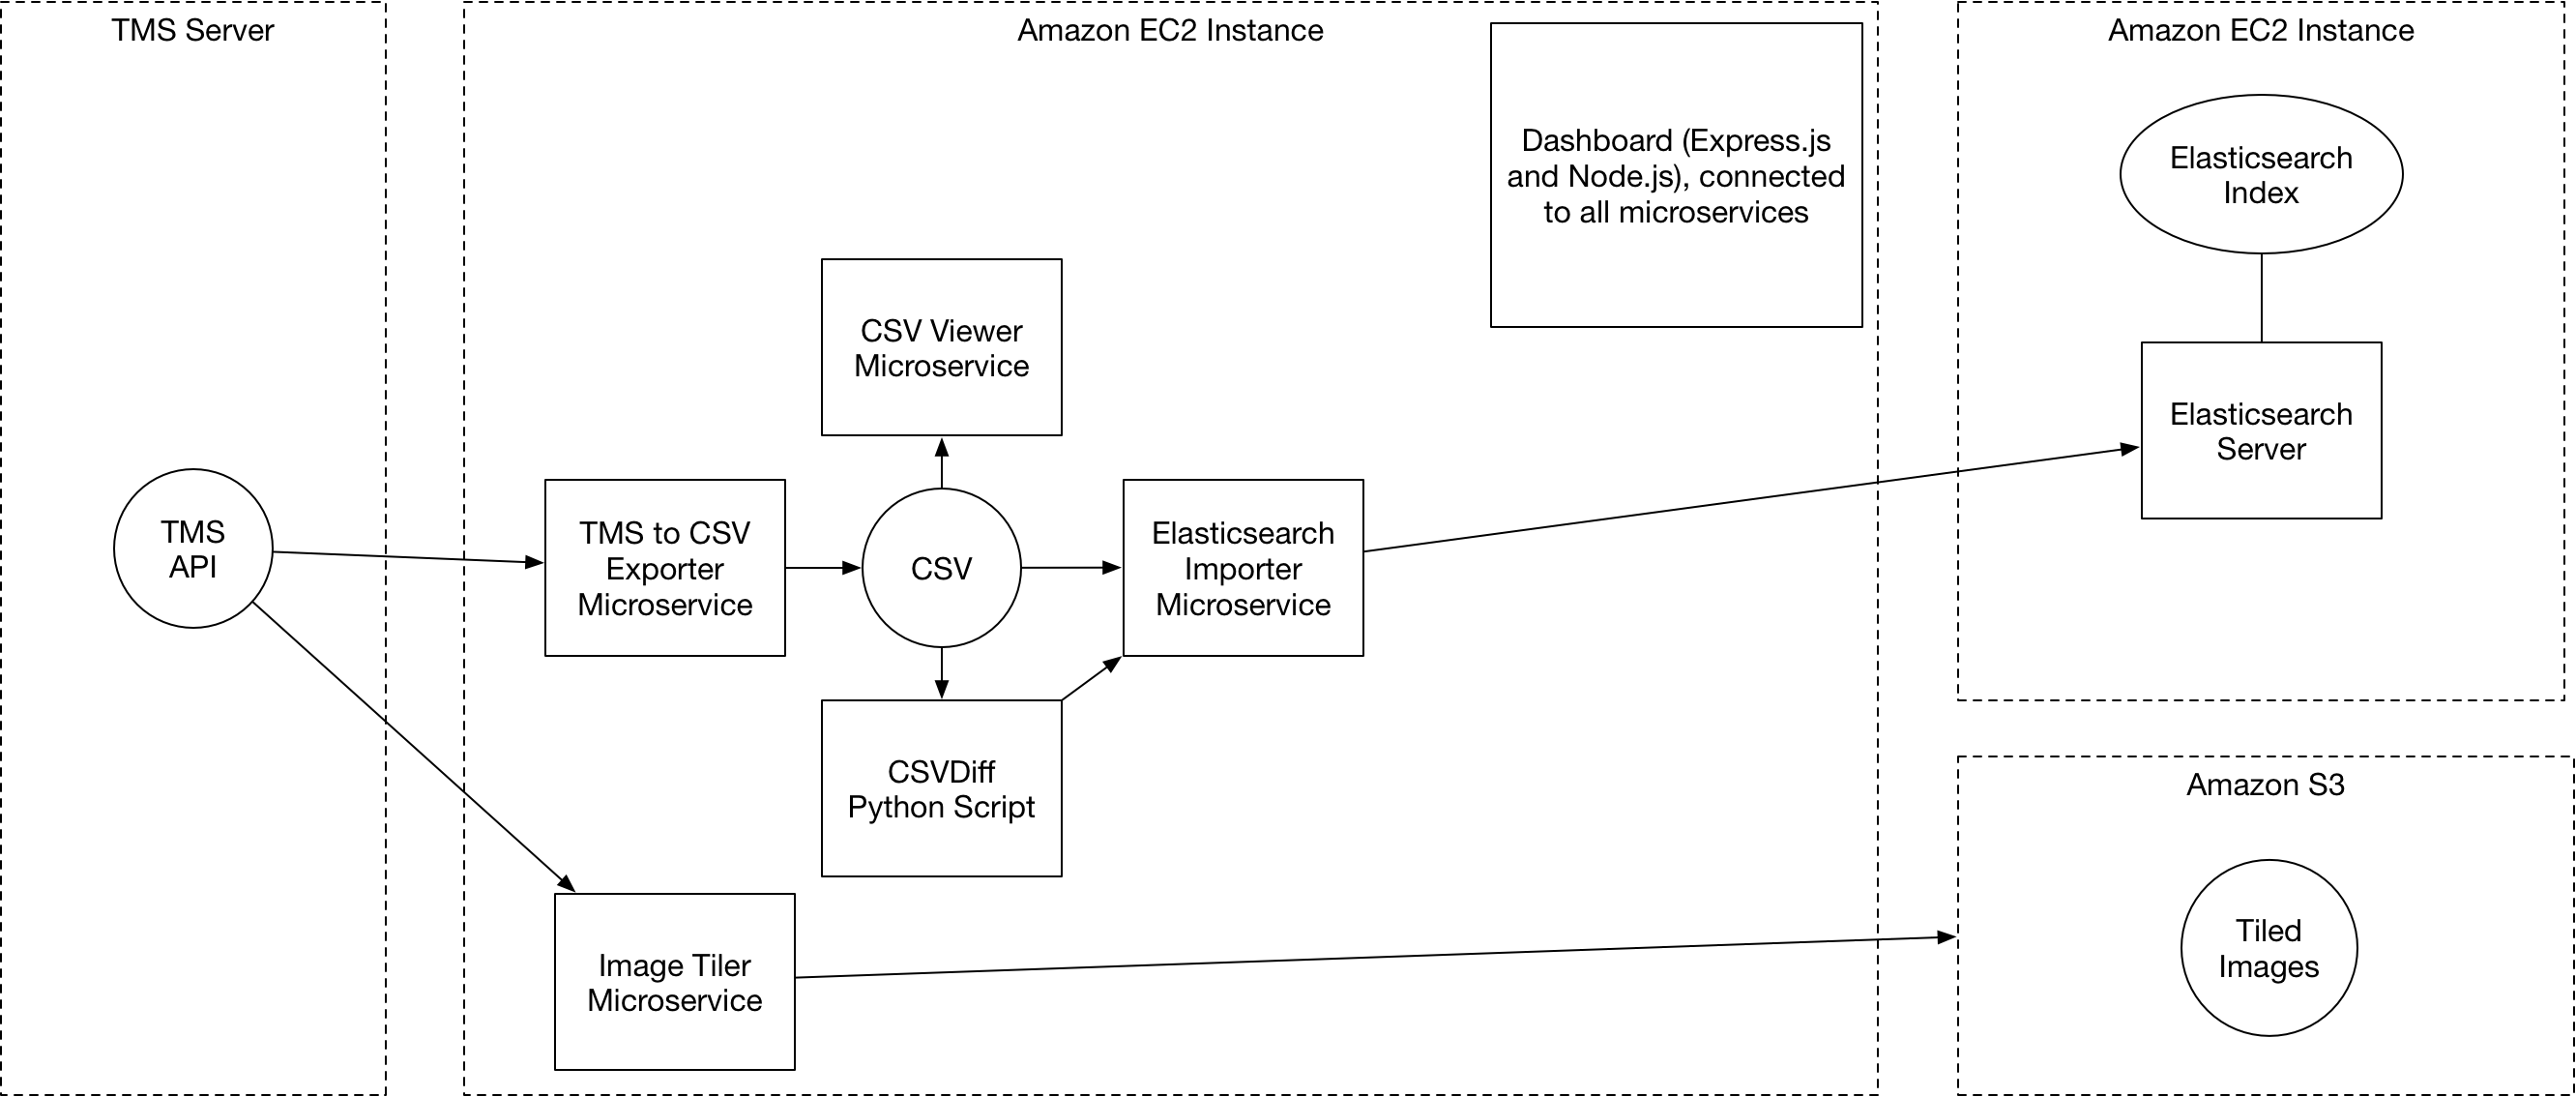 TMS Server
Amazon EC2 Instance
Amazon EC2 Instance
Dashboard (Express.js
and Node.js), connected
to all microservices
Elasticsearch
Index
CSV Viewer
Microservice
Elasticsearch
Server
TMS
API
TMS to CSV
Exporter
Microservice
CSV
Elasticsearch
Importer
Microservice
CSVDiff
Python Script
Amazon S3
Image Tiler
Microservice
Tiled
Images